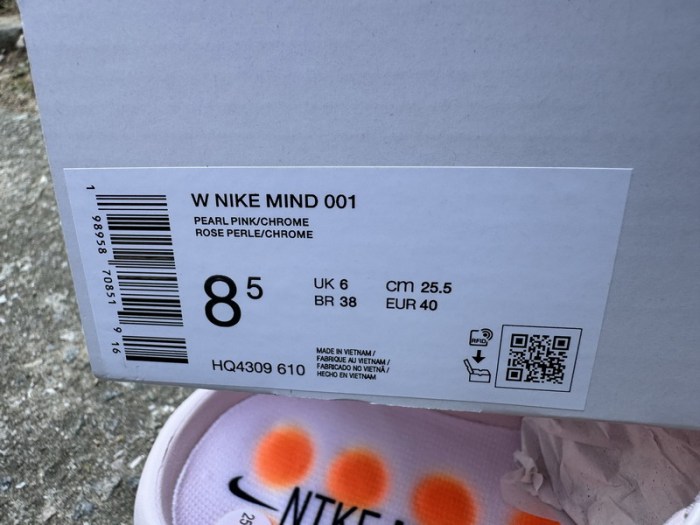 W NIKE MIND 001
PEARL PINK/CHROME
ROSE PERLE/CHROME
8 5
UK 6
BR 38
cm 25.5
EUR 40
HQ4309 610
MADE IN VIETNAM /
FABRIQUE AU VIETNAM /
FABRICADO NO VIETNÃ /
HECHO EN VIETNAM
RFID
1 98958 70851 9 16
NIKE
25